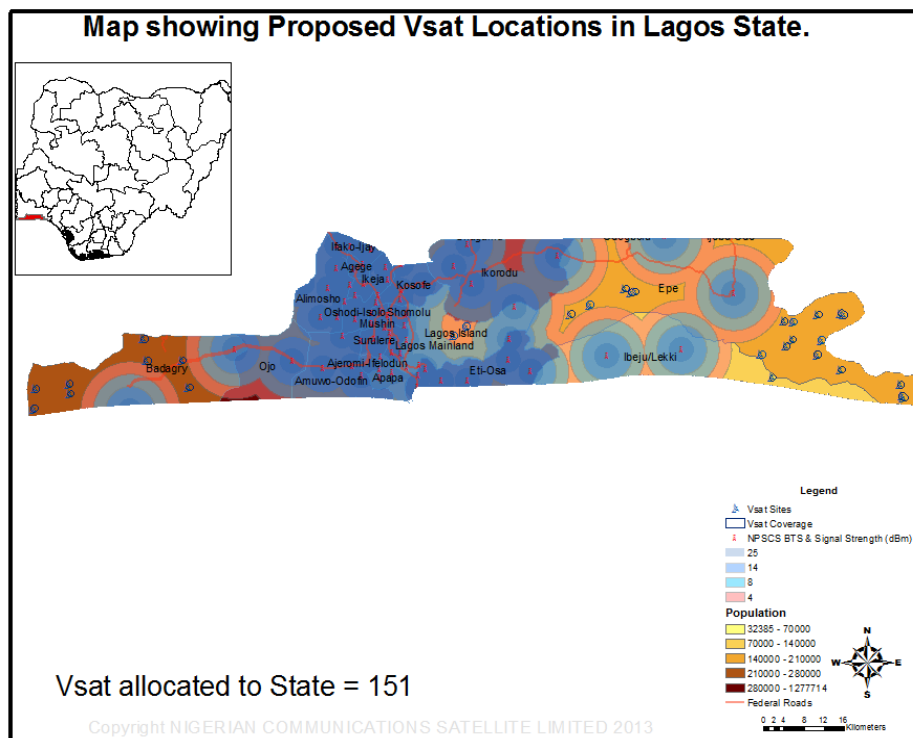 Map showing Proposed Vsat Locations in Lagos State.
Ifako-Ijay
Agege
Ikeja
Kosofe
Ikorodu
Alimosho
Oshodi-Isolo
Shomolu
Mushin
Lagos Island
Surulere
Lagos Mainland
Epe
Ibeju/Lekki
Badagry
Ojo
Ajeromi-Ifelodun
Amuwo-Odofin
Apapa
Eti-Osa
Legend
Vsat Sites
Vsat Coverage
NPSCS BTS & Signal Strength (dBm)
25
14
8
4
Population
32385 - 70000
70000 - 140000
140000 - 210000
210000 - 280000
280000 - 1277714
Federal Roads
N
W
E
S
0 2 4 8 12 16
Kilometers
Vsat allocated to State = 151
Copyright NIGERIAN COMMUNICATIONS SATELLITE LIMITED 2013